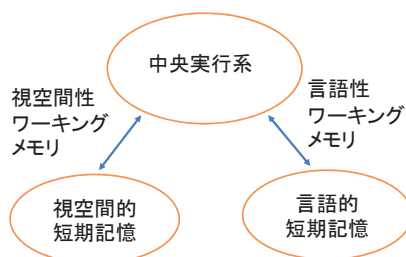 中央実行系
視空間性
ワーキング
メモリ
言語性
ワーキング
メモリ
視空間的
短期記憶
言語的
短期記憶